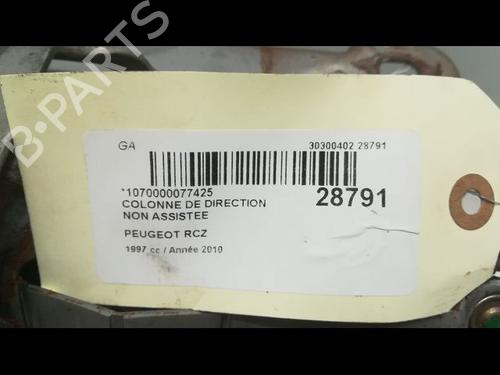 B-PARTS
GA
30300402 28791
*1070000077425
COLONNE DE DIRECTION
NON ASSISTEE
28791
PEUGEOT RCZ
1997 cc / Année 2010